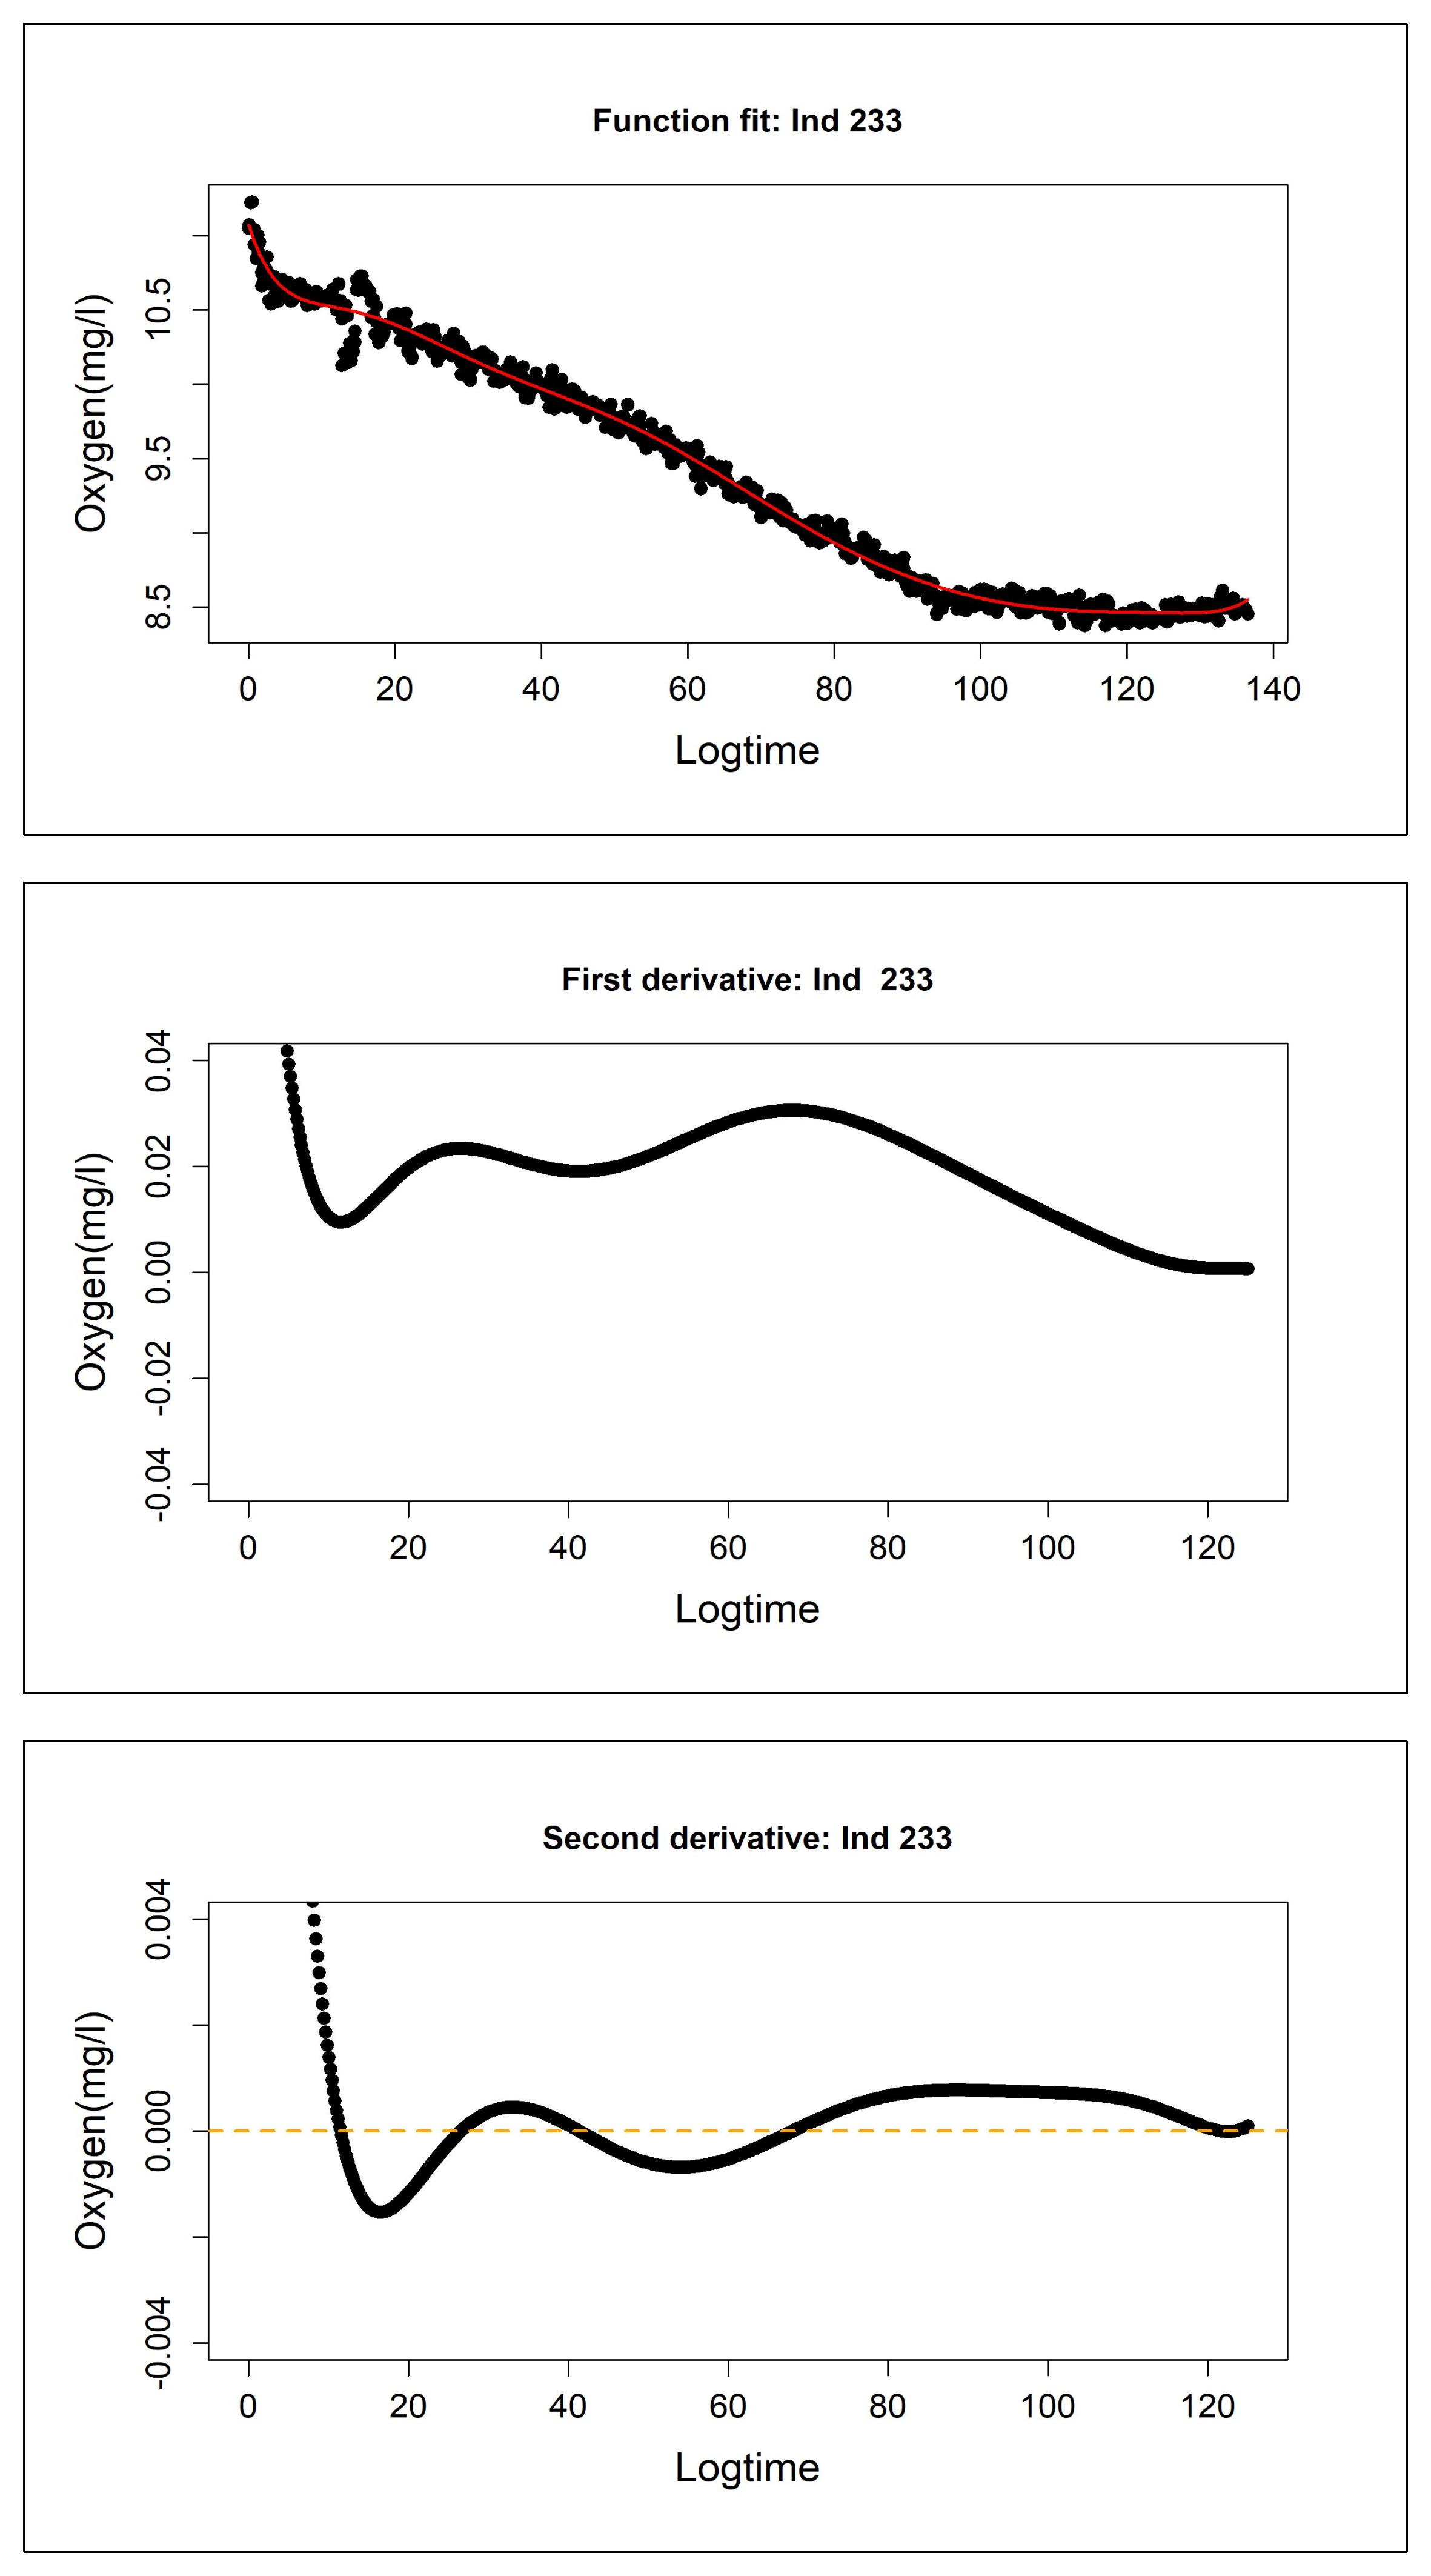 Function fit: Ind 233
Oxygen(mg/l)
10.5
9.5
8.5
0 20 40 60 80 100 120 140
Logtime
First derivative: Ind  233
Oxygen(mg/l)
0.04
0.02
0.00
-0.02
-0.04
0 20 40 60 80 100 120
Logtime
Second derivative: Ind 233
Oxygen(mg/l)
0.004
0.000
-0.004
0 20 40 60 80 100 120
Logtime